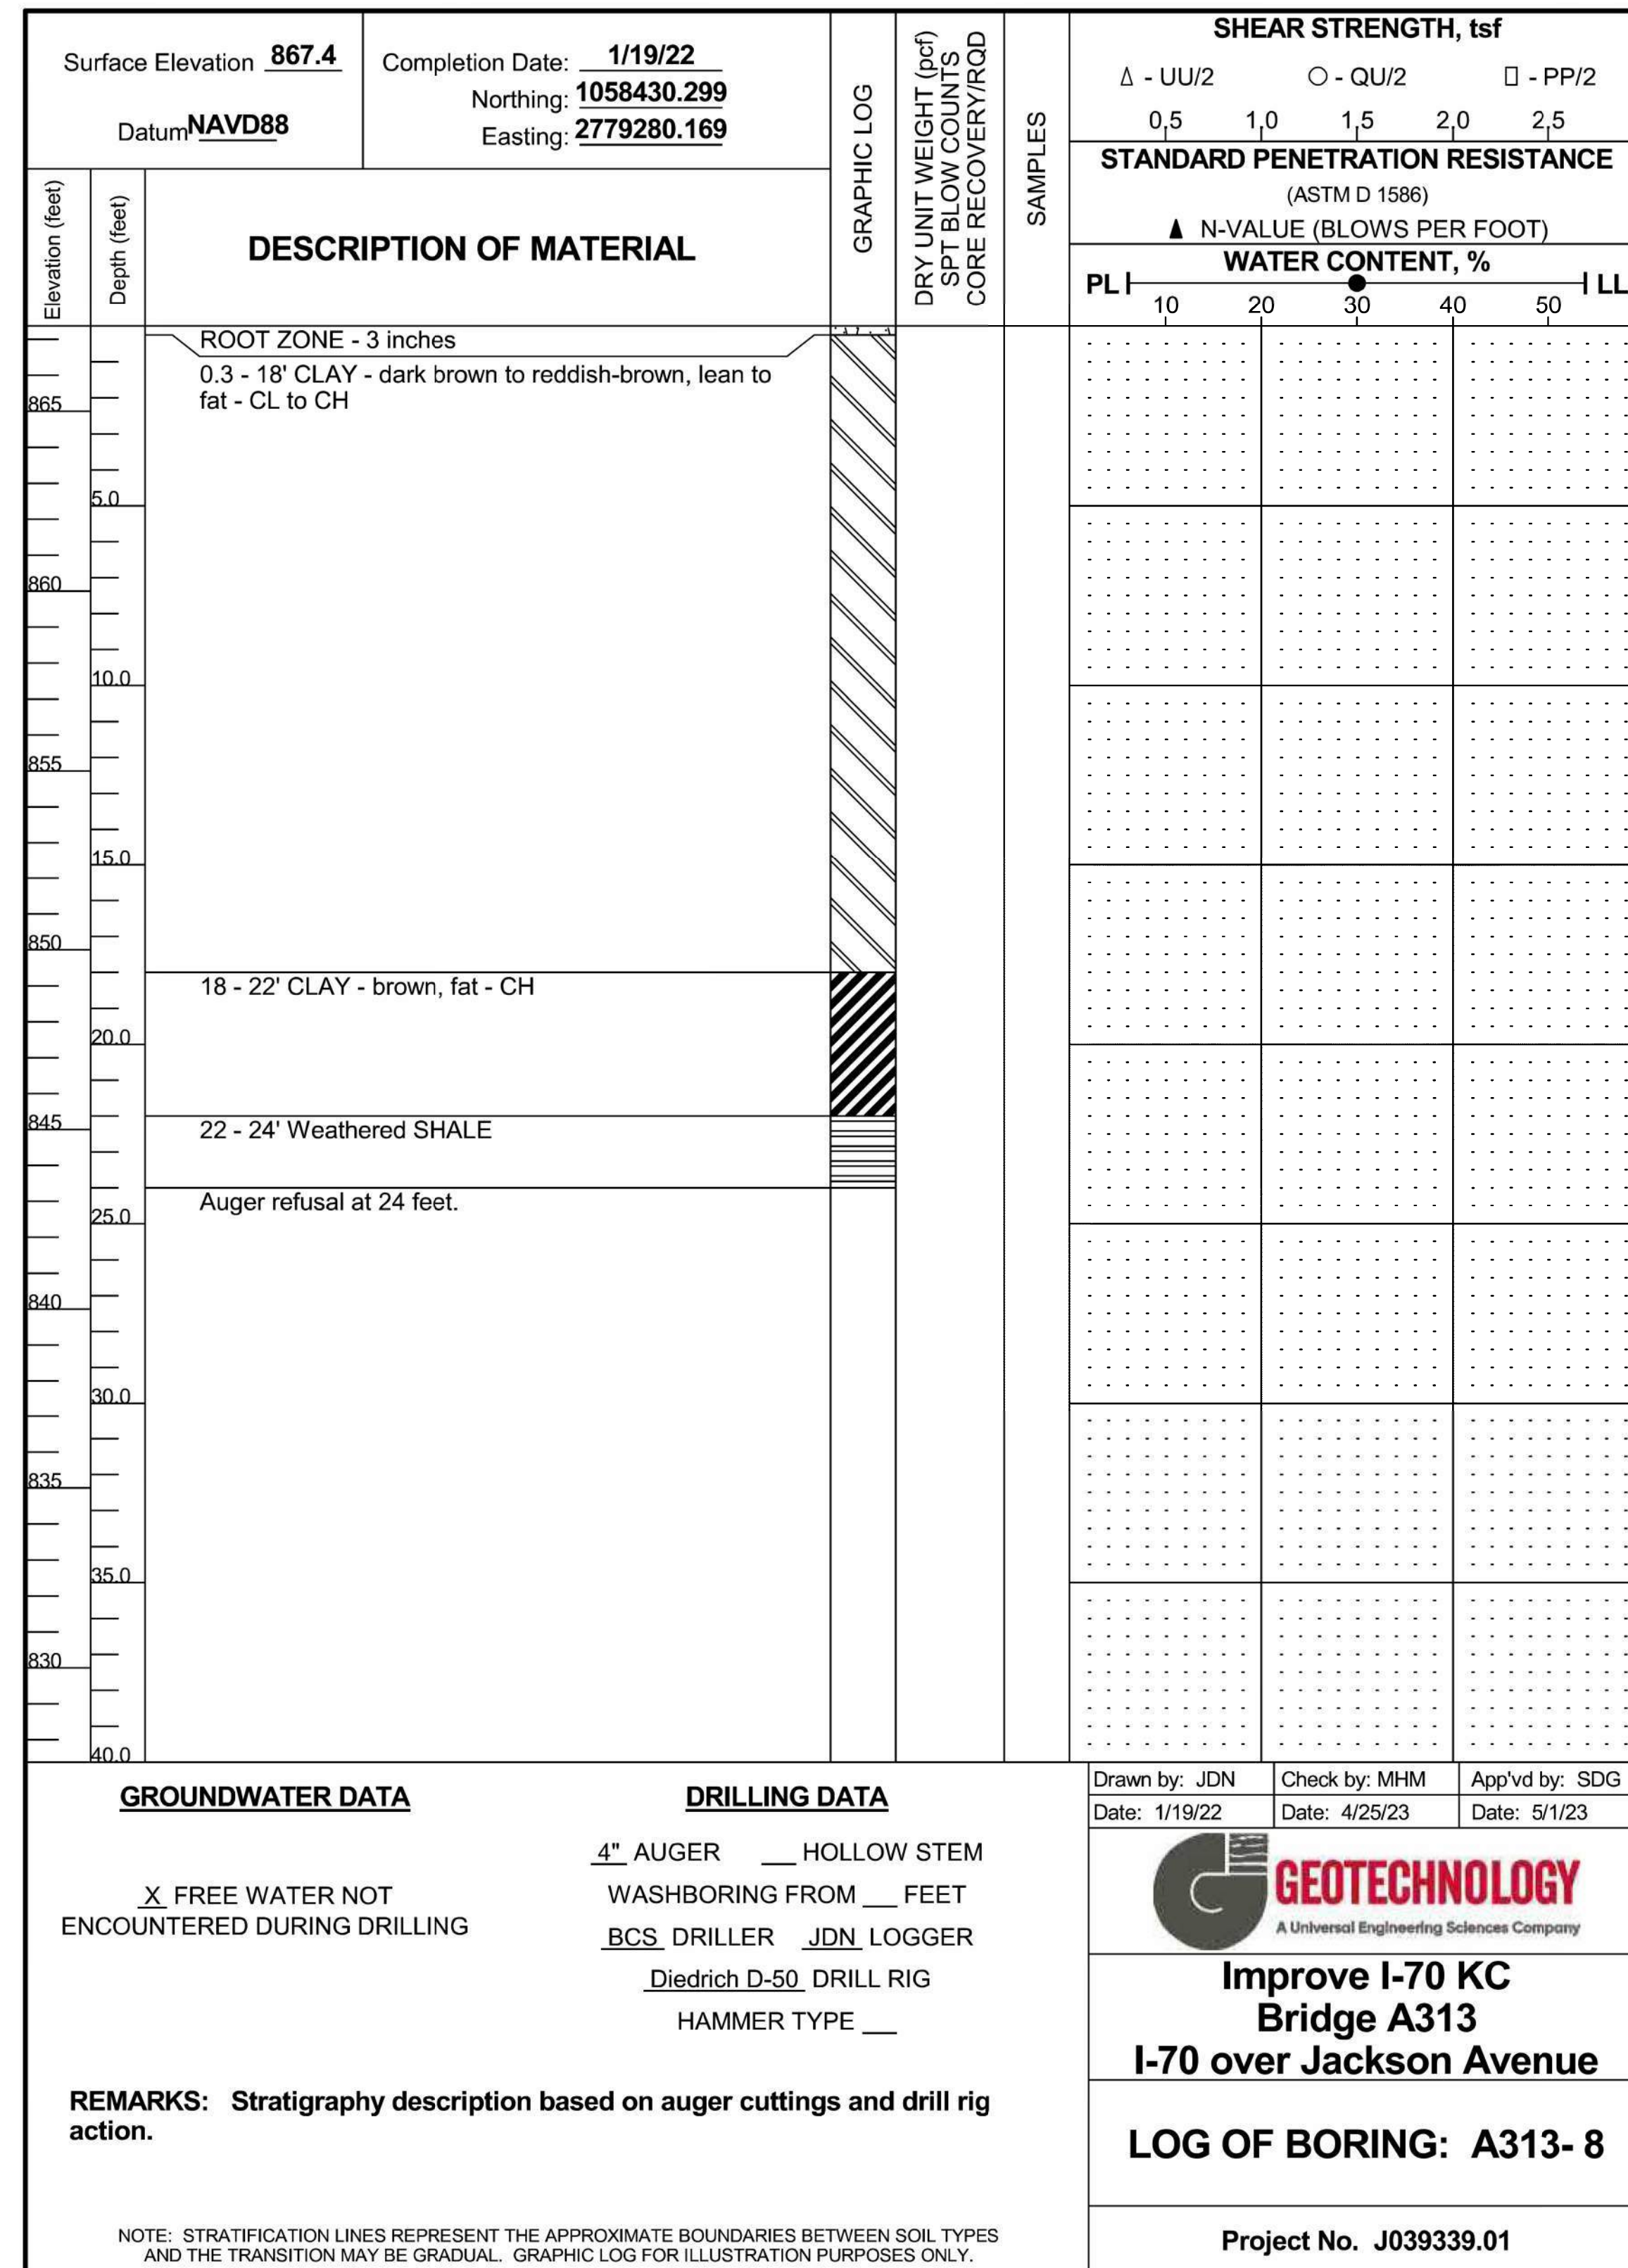 Surface Elevation 867.4
Datum NAVD88
Completion Date: 1/19/22
Northing: 1058430.299
Easting: 2779280.169
Elevation (feet)
Depth (feet)
DESCRIPTION OF MATERIAL
GRAPHIC LOG
DRY UNIT WEIGHT (pcf)
SPT BLOW COUNTS
CORE RECOVERY/RQD
SAMPLES
SHEAR STRENGTH, tsf
Δ - UU/2 ○ - QU/2 □ - PP/2
0,5 1,0 1,5 2,0 2,5
STANDARD PENETRATION RESISTANCE
(ASTM D 1586)
▲ N-VALUE (BLOWS PER FOOT)
WATER CONTENT, %
PL LL
10 20 30 40 50
ROOT ZONE - 3 inches
0.3 - 18' CLAY - dark brown to reddish-brown, lean to
fat - CL to CH
865
5.0
860
10.0
855
15.0
850
18 - 22' CLAY - brown, fat - CH
20.0
845
22 - 24' Weathered SHALE
Auger refusal at 24 feet.
25.0
840
30.0
835
35.0
830
40.0
GROUNDWATER DATA
X FREE WATER NOT
ENCOUNTERED DURING DRILLING
DRILLING DATA
4" AUGER ___ HOLLOW STEM
WASHBORING FROM ___ FEET
BCS DRILLER JDN LOGGER
Diedrich D-50 DRILL RIG
HAMMER TYPE ___
REMARKS: Stratigraphy description based on auger cuttings and drill rig
action.
NOTE: STRATIFICATION LINES REPRESENT THE APPROXIMATE BOUNDARIES BETWEEN SOIL TYPES
AND THE TRANSITION MAY BE GRADUAL. GRAPHIC LOG FOR ILLUSTRATION PURPOSES ONLY.
Drawn by: JDN Check by: MHM App'vd by: SDG
Date: 1/19/22 Date: 4/25/23 Date: 5/1/23
GEOTECHNOLOGY
A Universal Engineering Sciences Company
Improve I-70 KC
Bridge A313
I-70 over Jackson Avenue
LOG OF BORING: A313- 8
Project No. J039339.01